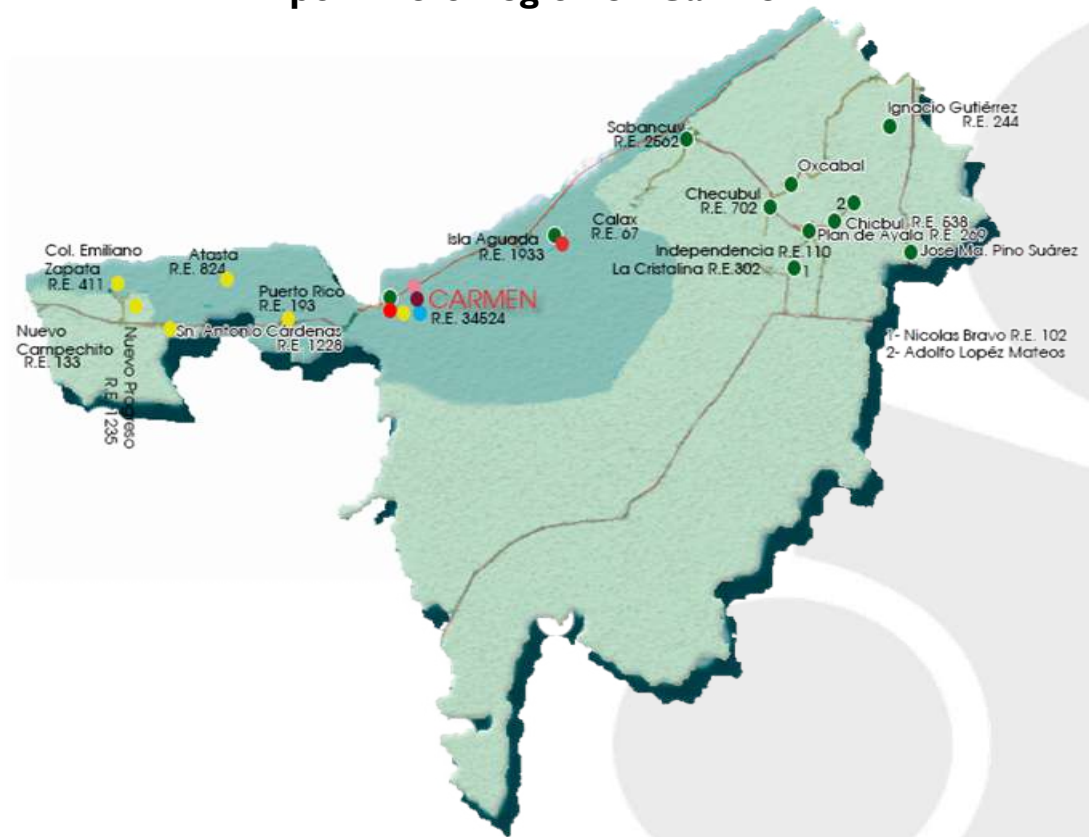 Ignacio Gutiérrez
R.E. 244
Sabancuy
R.E. 2562
Oxcabal
Checubul
R.E. 702
2
Chicbul R.E. 638
Plan de Ayala R.E. 269
Calax
R.E. 67
Isla Aguada
R.E. 1933
Independencia R.E.110
Jose Ma. Pino Suárez
La Cristalina R.E.302
1
Col. Emiliano
Zapata
R.E. 411
Atasta
R.E. 824
Puerto Rico
R.E. 193
CARMEN
R.E. 34524
Sn. Antonio Cárdenas
R.E. 1228
Nuevo
Campechito
R.E. 133
Nuevo Progreso
R.E. 1235
1- Nicolas Bravo R.E. 102
2- Adolfo Lopéz Mateos